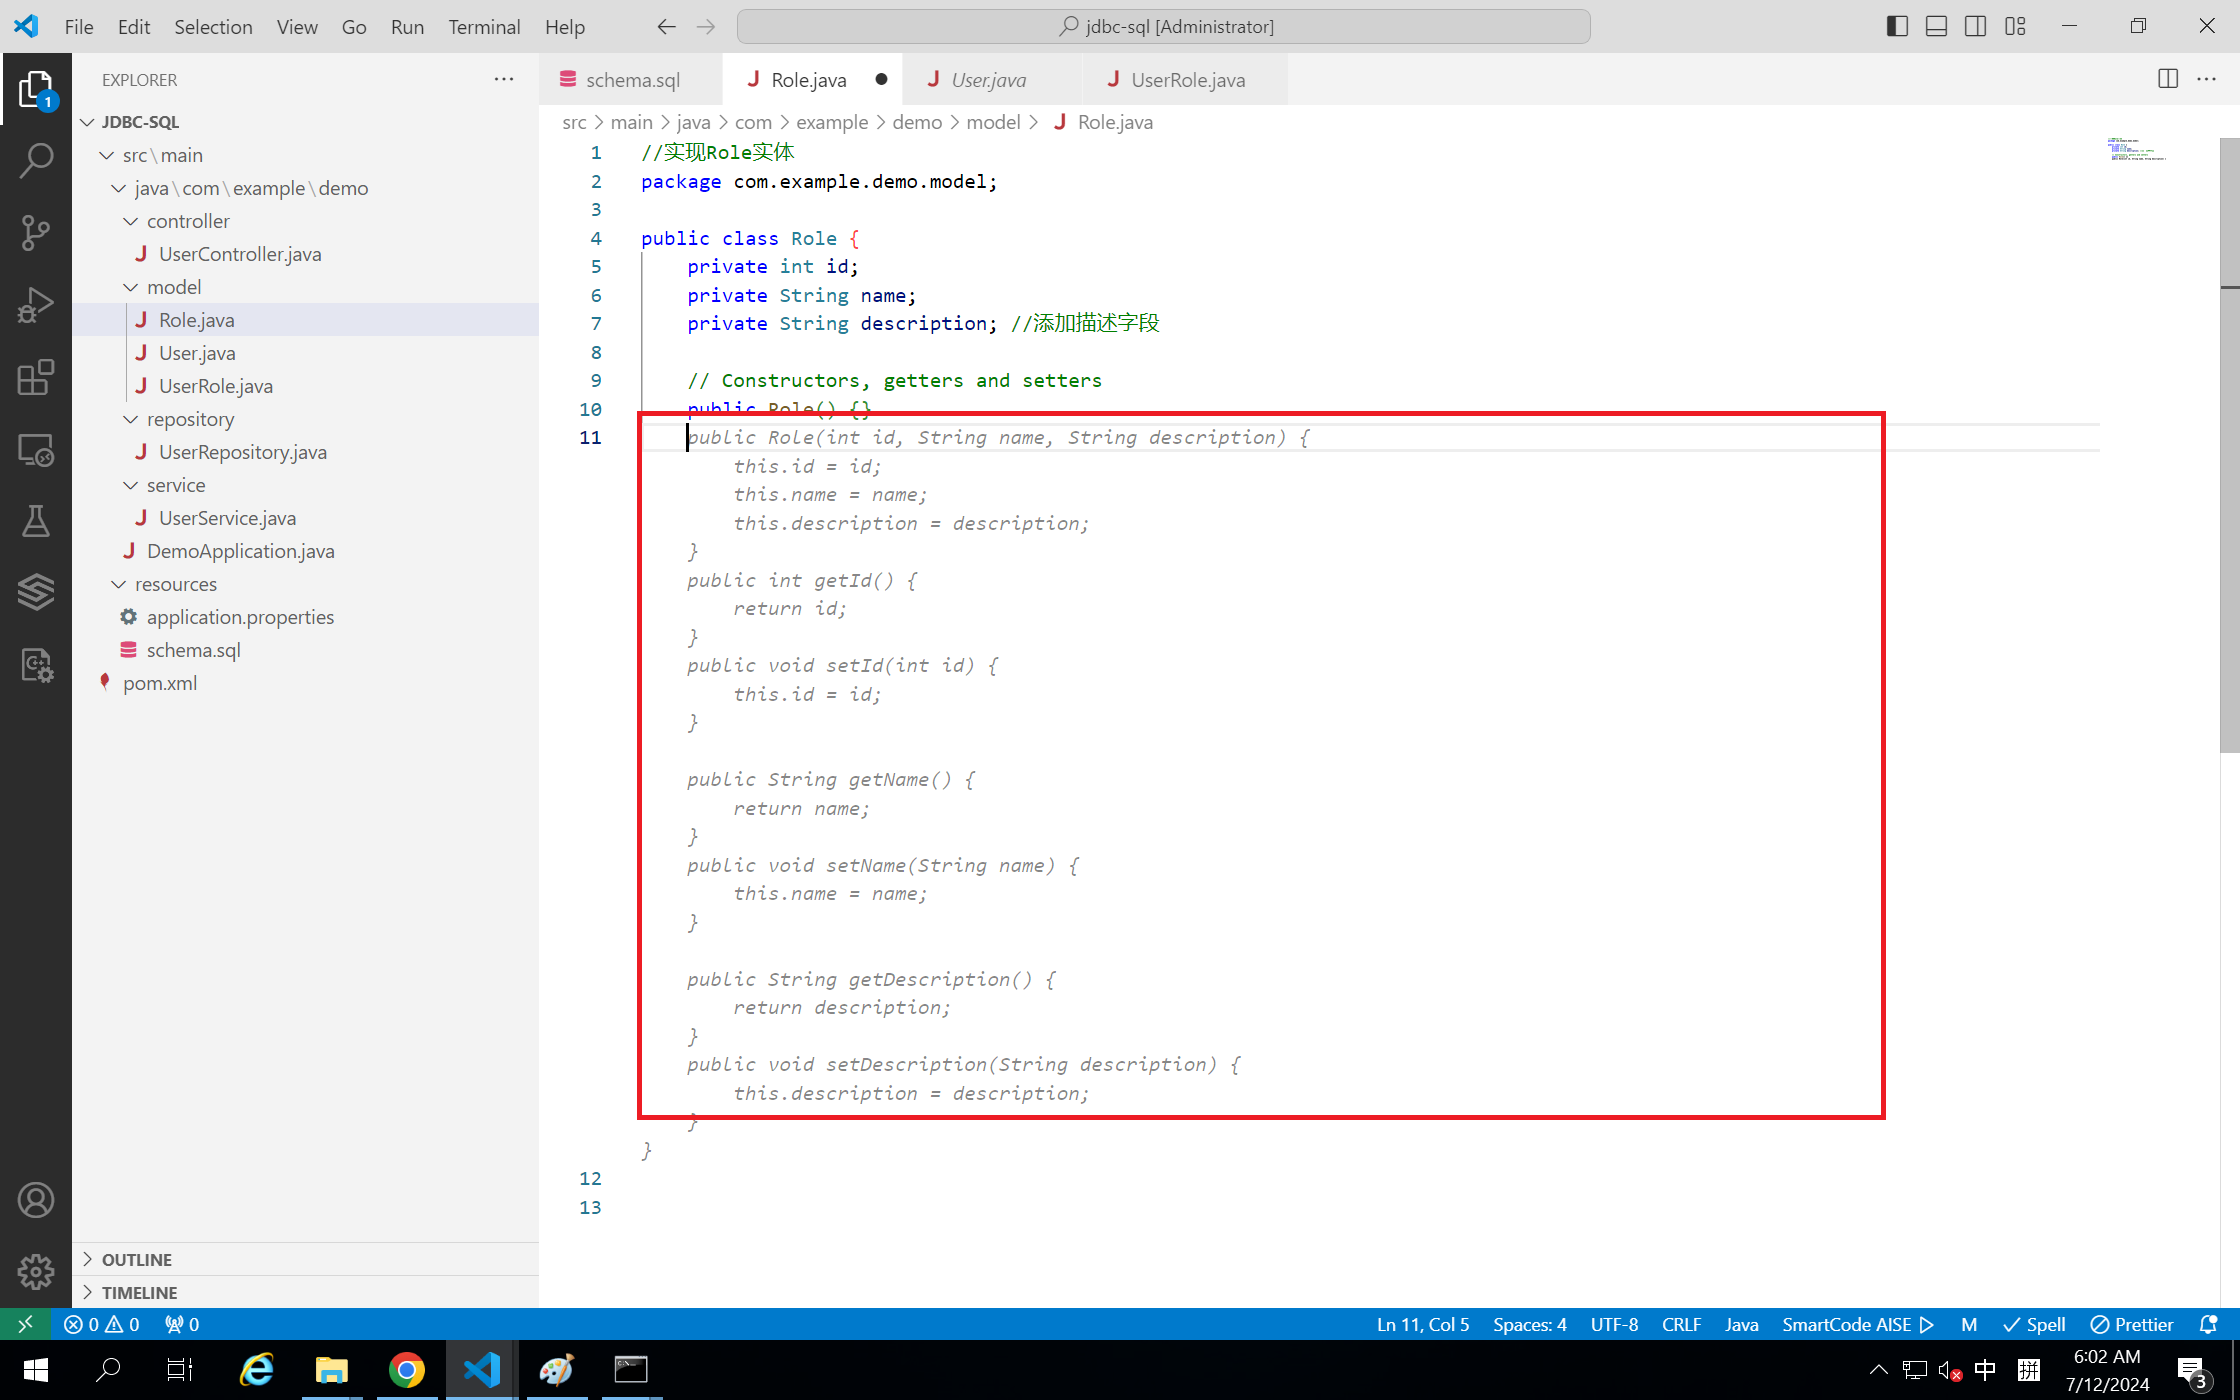 File Edit Selection View Go Run Terminal Help
jdbc-sql [Administrator]
EXPLORER
schema.sql
Role.java
User.java
UserRole.java
1
JDBC-SQL
src\main
java\com\example\demo
controller
UserController.java
model
Role.java
User.java
UserRole.java
repository
UserRepository.java
service
UserService.java
DemoApplication.java
resources
application.properties
schema.sql
pom.xml
OUTLINE
TIMELINE
src > main > java > com > example > demo > model > Role.java
1 //实现Role实体
2 package com.example.demo.model;
3
4 public class Role {
5 private int id;
6 private String name;
7 private String description; //添加描述字段
8
9 // Constructors, getters and setters
10 public Role() {}
11 public Role(int id, String name, String description) {
this.id = id;
this.name = name;
this.description = description;
}
public int getId() {
return id;
}
public void setId(int id) {
this.id = id;
}
public String getName() {
return name;
}
public void setName(String name) {
this.name = name;
}
public String getDescription() {
return description;
}
public void setDescription(String description) {
this.description = description;
}
}
12
13
0 0 0
Ln 11, Col 5 Spaces: 4 UTF-8 CRLF Java SmartCode AISE M Spell Prettier
中 拼
6:02 AM
7/12/2024
3